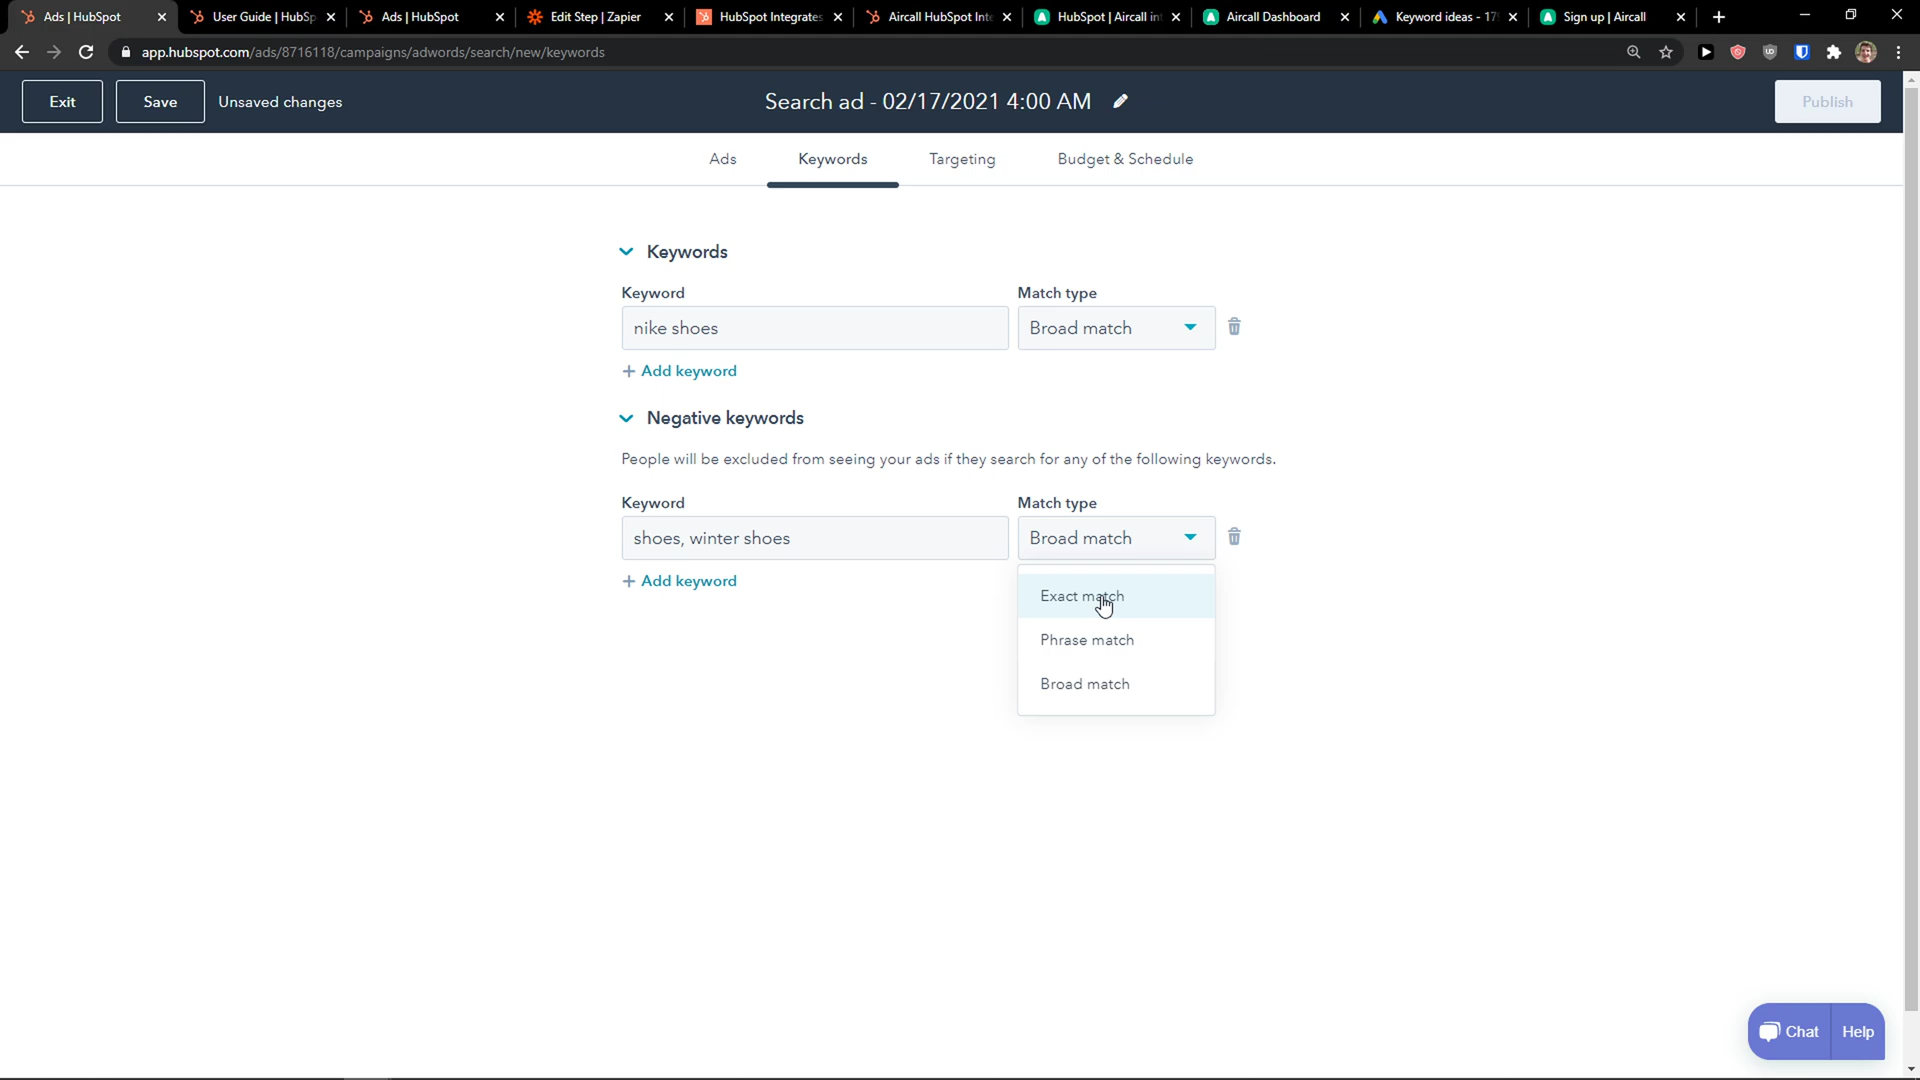 Ads | HubSpot
User Guide | HubSp
Ads | HubSpot
Edit Step | Zapier
HubSpot Integrates
Aircall HubSpot Inte
HubSpot | Aircall in
Aircall Dashboard
Keyword ideas - 17
Sign up | Aircall
app.hubspot.com/ads/8716118/campaigns/adwords/search/new/keywords
Exit
Save
Unsaved changes
Search ad - 02/17/2021 4:00 AM
Publish
Ads
Keywords
Targeting
Budget & Schedule
Keywords
Keyword
Match type
nike shoes
Broad match
+ Add keyword
Negative keywords
People will be excluded from seeing your ads if they search for any of the following keywords.
Keyword
Match type
shoes, winter shoes
Broad match
+ Add keyword
Exact match
Phrase match
Broad match
Chat
Help